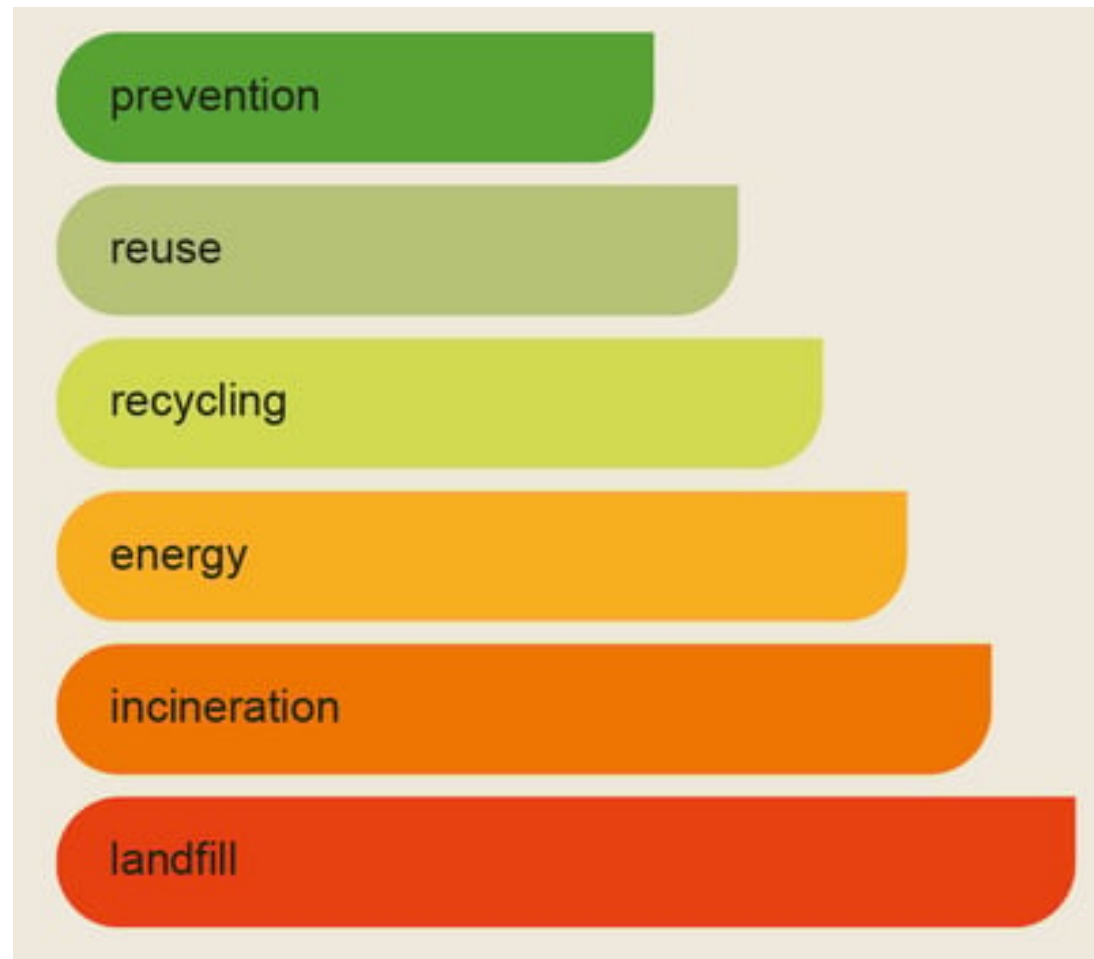 prevention
reuse
recycling
energy
incineration
landfill